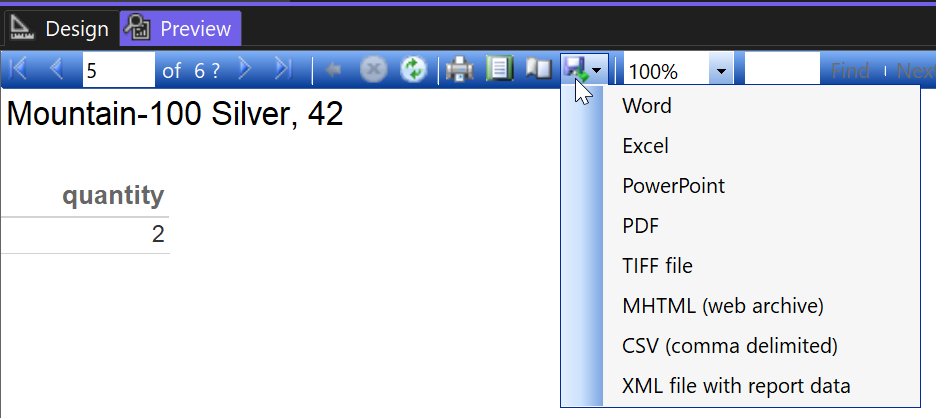 Design Preview
5 of 6 ? 100% Find Next
Mountain-100 Silver, 42
quantity
2
Word
Excel
PowerPoint
PDF
TIFF file
MHTML (web archive)
CSV (comma delimited)
XML file with report data